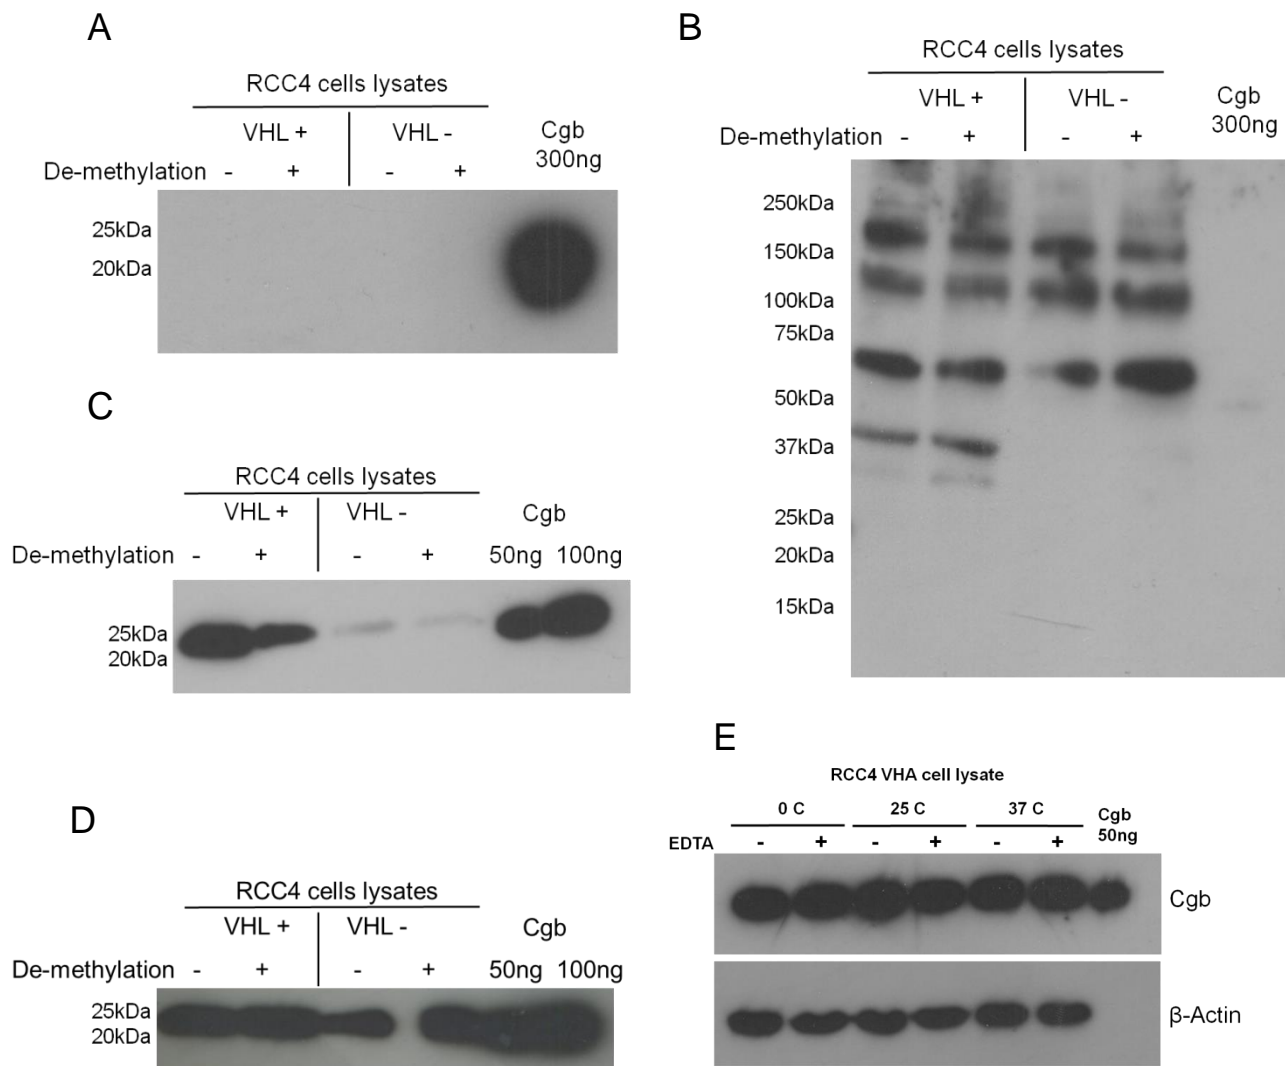 A
RCC4 cells lysates
VHL + VHL - Cgb
300ng
De-methylation - + - +
25kDa
20kDa
B
RCC4 cells lysates
VHL + VHL - Cgb
300ng
De-methylation - + - +
250kDa
150kDa
100kDa
75kDa
50kDa
37kDa
25kDa
20kDa
15kDa
C
RCC4 cells lysates
VHL + VHL - Cgb
De-methylation - + - + 50ng 100ng
25kDa
20kDa
D
RCC4 cells lysates
VHL + VHL - Cgb
De-methylation - + - + 50ng 100ng
25kDa
20kDa
E
RCC4 VHA cell lysate
0 C 25 C 37 C Cgb
50ng
EDTA - + - + - +
Cgb
β-Actin